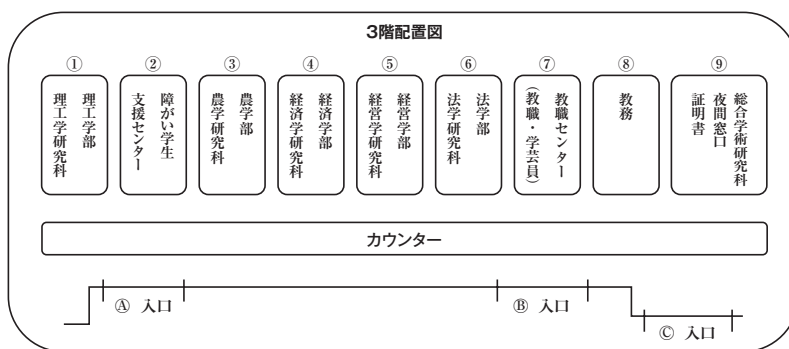 3階配置図
①
理工学部
理工学研究科
②
障がい学生
支援センター
③
農学部
農学研究科
④
経済学部
経済学研究科
⑤
経営学部
経営学研究科
⑥
法学部
法学研究科
⑦
教職センター
(教職・学芸員)
⑧
教務
⑨
総合学術研究科
夜間窓口
証明書
カウンター
Ⓐ 入口
Ⓑ 入口
Ⓒ 入口